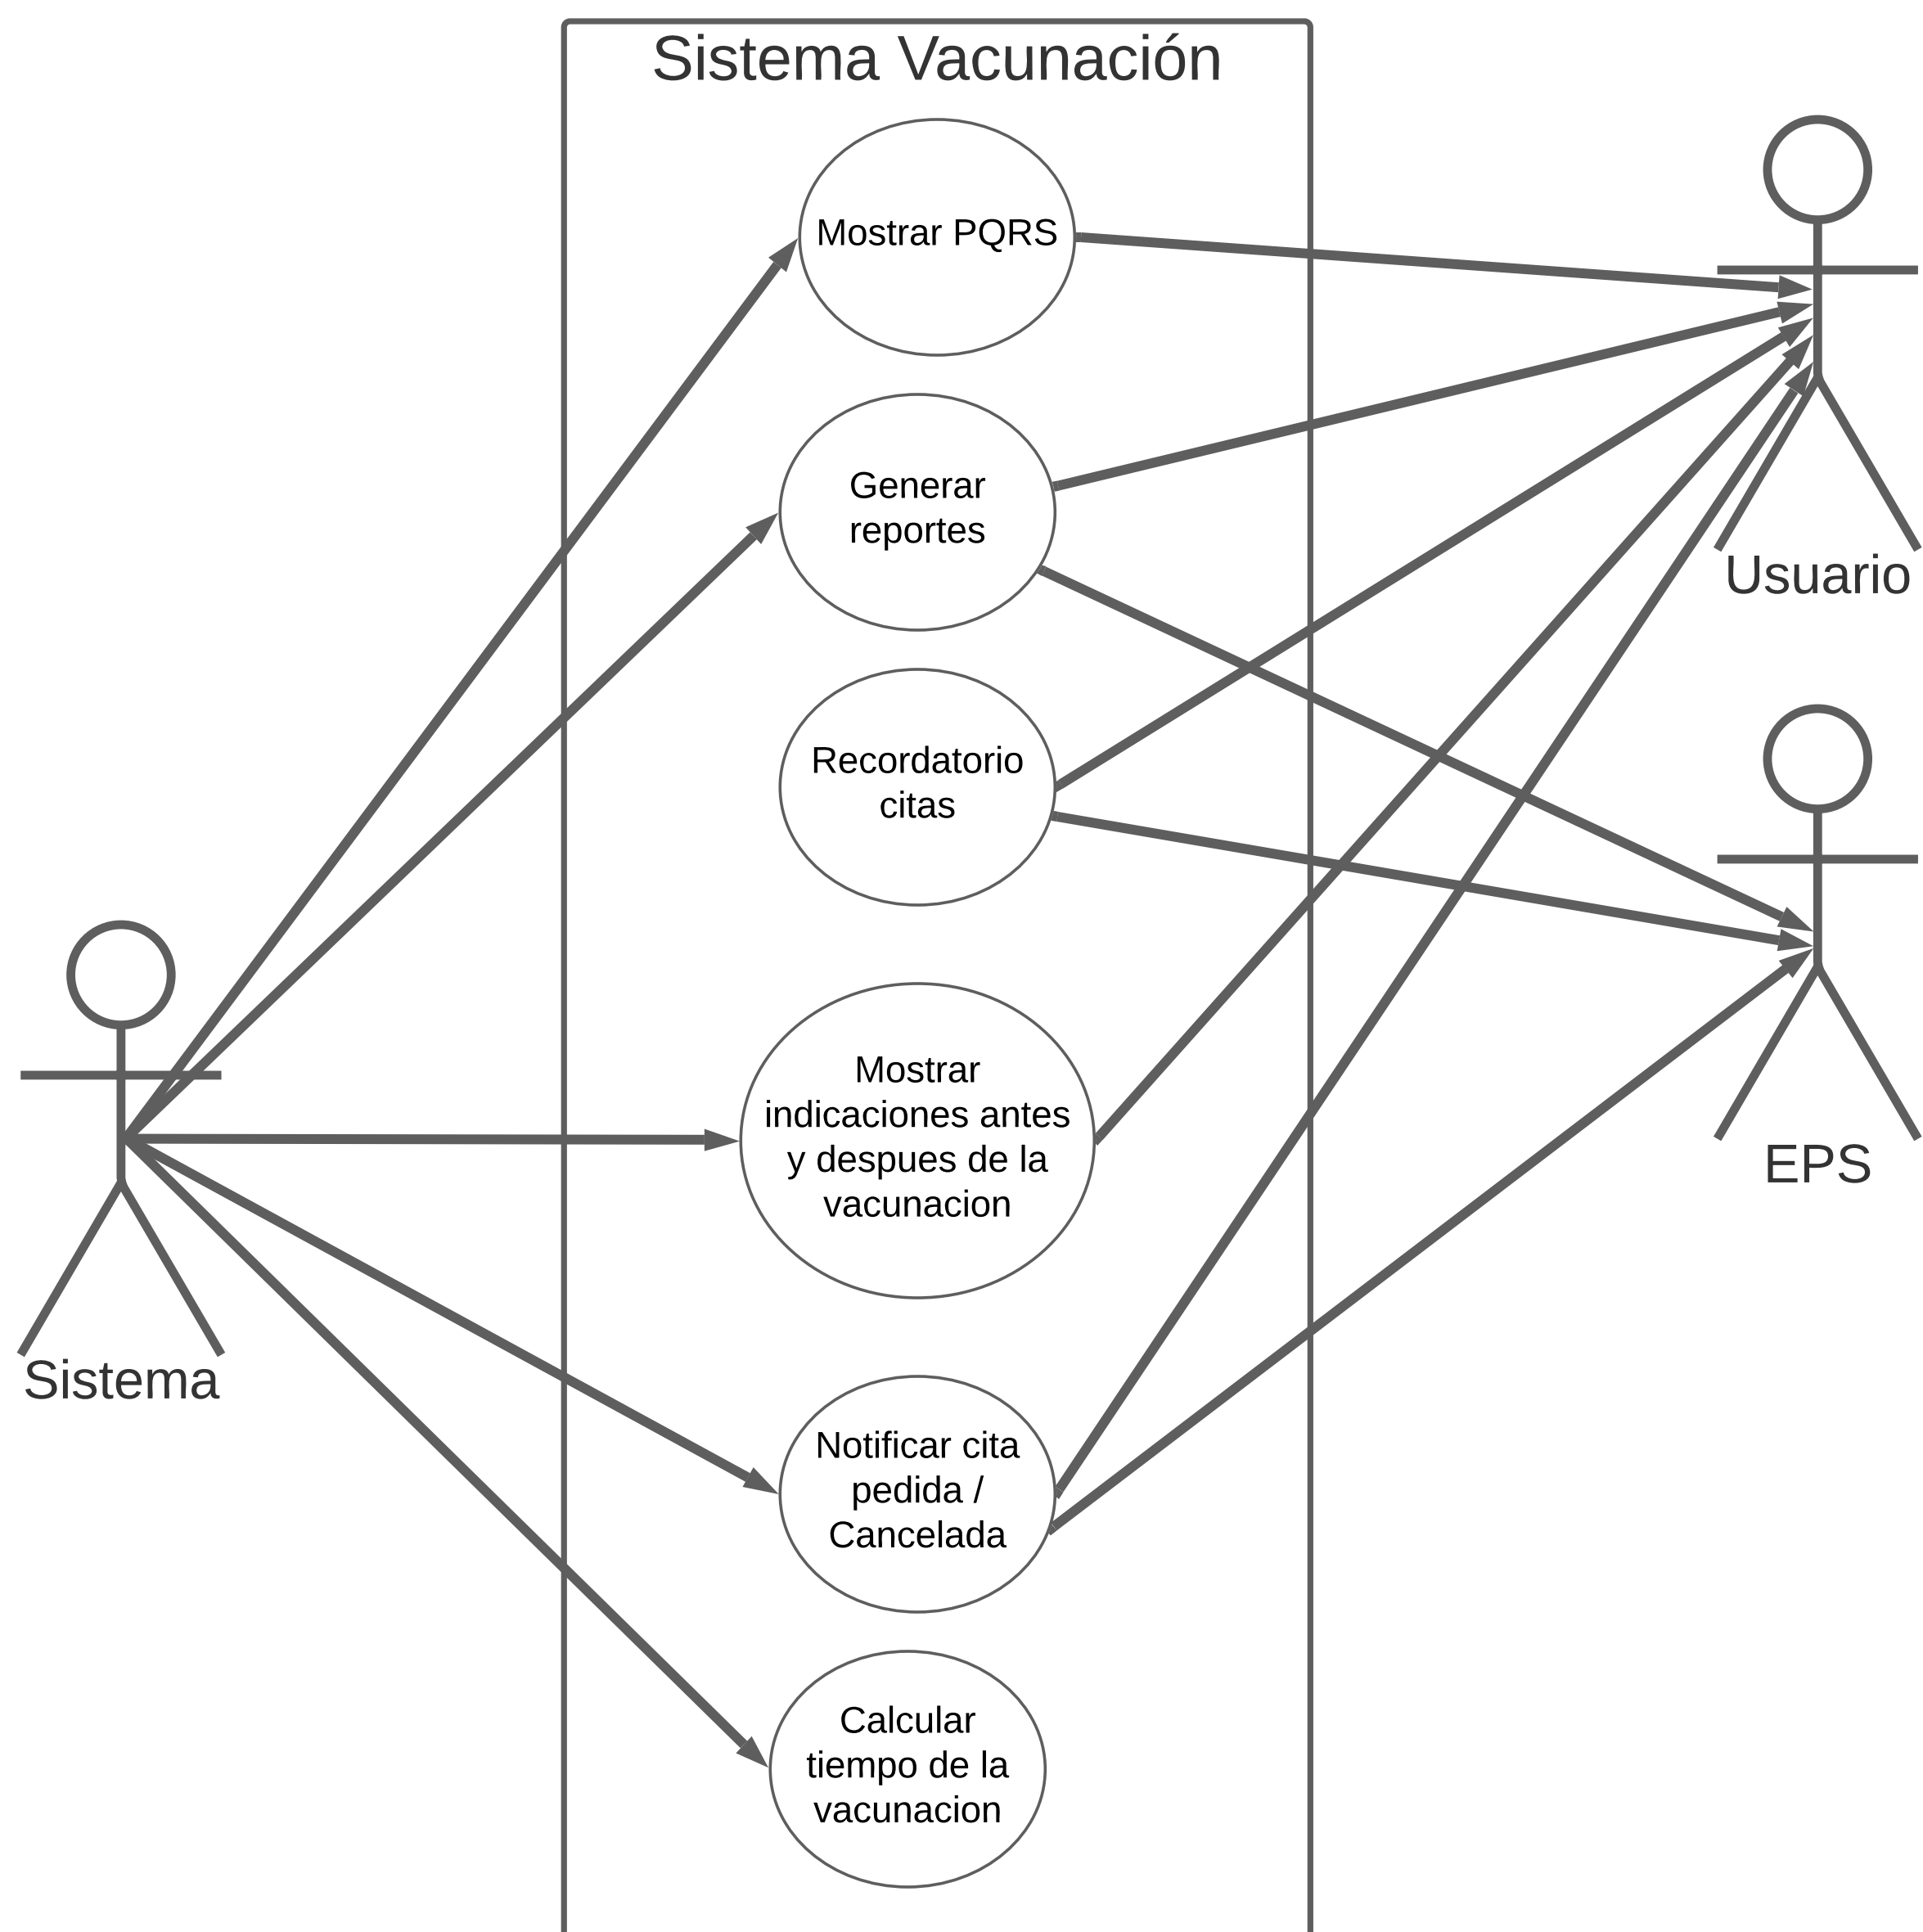 Sistema Vacunación
Mostrar PQRS
Generar
reportes
Usuario
Recordatorio
citas
Mostrar
indicaciones antes
y despues de la
vacunacion
EPS
Sistema
Notificar cita
pedida /
Cancelada
Calcular
tiempo de la
vacunacion